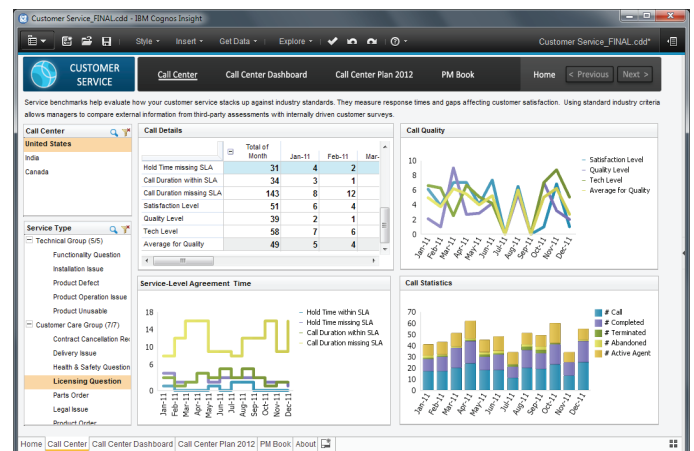 Customer Service_FINAL.cdd - IBM Cognos Insight
Style Insert Get Data Explore
Customer Service_FINAL.cdd*
CUSTOMER
SERVICE
Call Center Call Center Dashboard Call Center Plan 2012 PM Book Home < Previous Next >
Service benchmarks help evaluate how your customer service stacks up against industry standards. They measure response times and gaps affecting customer satisfaction. Using standard industry criteria
allows managers to compare external information from third-party assessments with internally driven customer surveys.
Call Center
United States
India
Canada
Service Type
Technical Group (5/5)
Functionality Question
Installation Issue
Product Defect
Product Operation Issue
Product Unusable
Customer Care Group (7/7)
Contract Cancellation Re
Delivery Issue
Health & Safety Question
Licensing Question
Parts Order
Legal Issue
Product Order
Call Details
Total of
Month Jan-11 Feb-11 Mar-
Hold Time missing SLA 31 4 2
Call Duration within SLA 34 3 1
Call Duration missing SLA 143 8 12
Satisfaction Level 51 6 4
Quality Level 39 2 1
Tech Level 58 7 6
Average for Quality 49 5 4
Call Quality
10
8
6
4
2
0
Jan-11 Feb-11 Mar-11 Apr-11 May-11 Jun-11 Jul-11 Aug-11 Sep-11 Oct-11 Nov-11 Dec-11
Satisfaction Level
Quality Level
Tech Level
Average for Quality
Service-Level Agreement Time
18
14
10
6
0
Jan-11 Feb-11 Mar-11 Apr-11 May-11 Jun-11 Jul-11 Aug-11 Sep-11 Oct-11 Nov-11 Dec-11
Hold Time within SLA
Hold Time missing SLA
Call Duration within SLA
Call Duration missing SLA
Call Statistics
70
60
50
40
30
20
10
0
Jan-11 Feb-11 Mar-11 Apr-11 May-11 Jun-11 Jul-11 Aug-11 Sep-11 Oct-11 Nov-11 Dec-11
# Call
# Completed
# Terminated
# Abandoned
# Active Agent
Home Call Center Call Center Dashboard Call Center Plan 2012 PM Book About